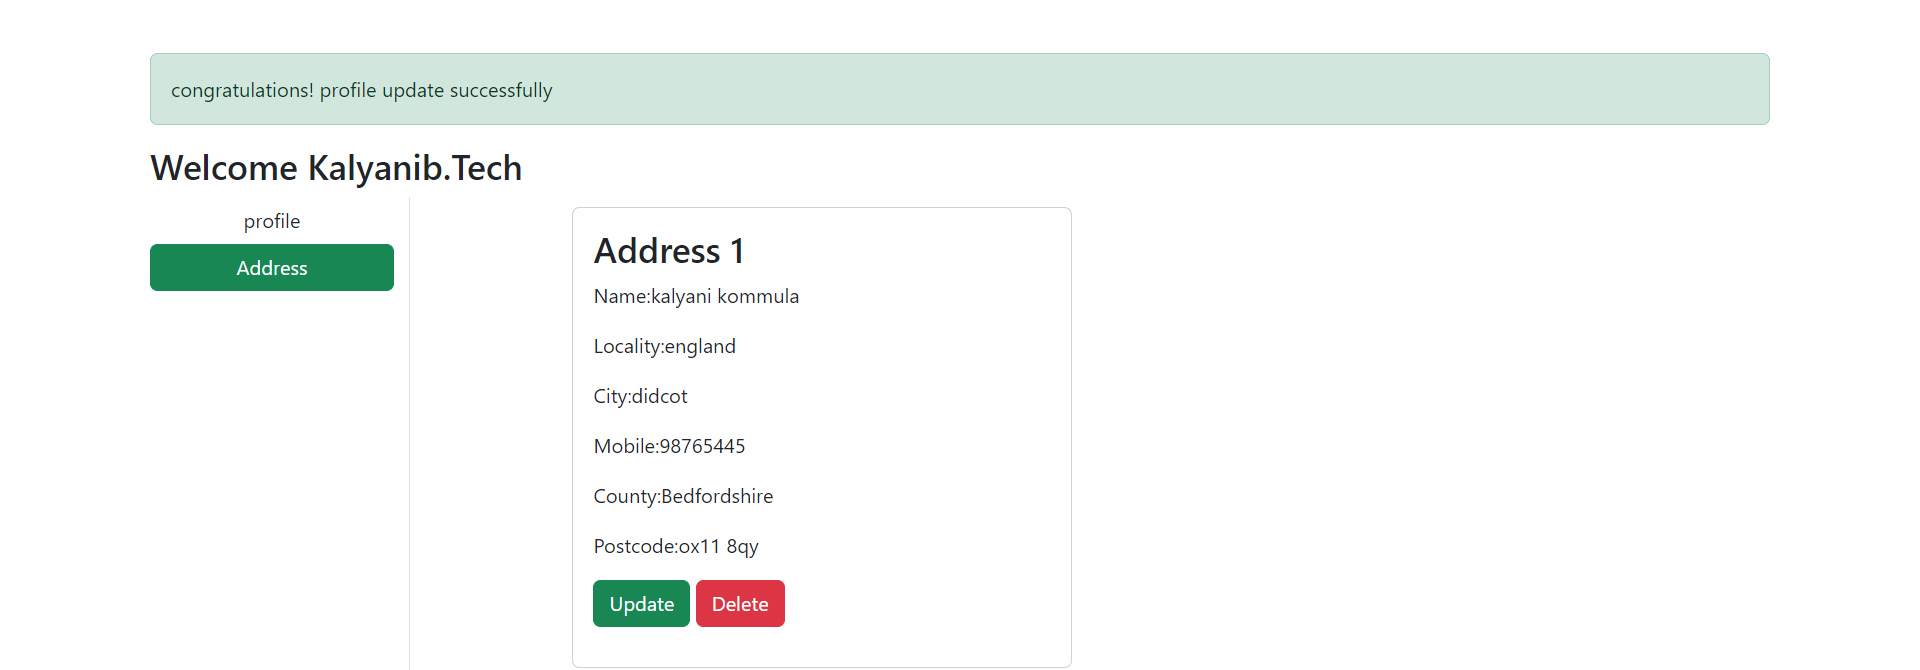 congratulations! profile update successfully
Welcome Kalyanib.Tech
profile
Address
Address 1
Name:kalyani kommula
Locality:england
City:didcot
Mobile:98765445
County:Bedfordshire
Postcode:ox11 8qy
Update Delete